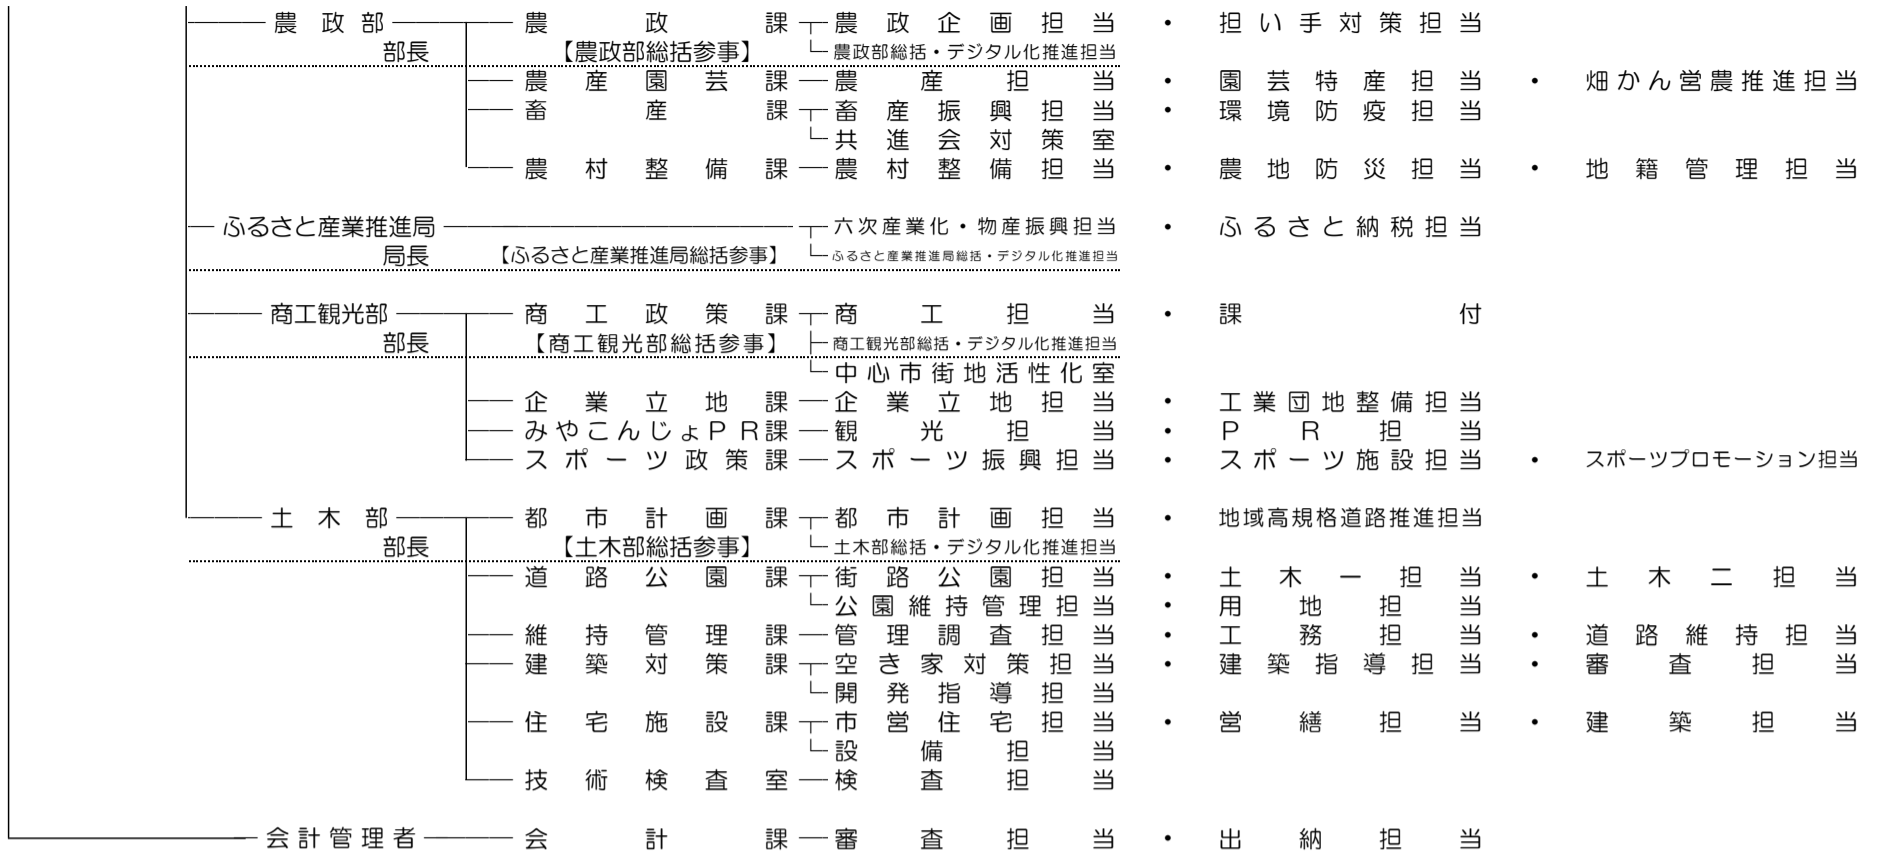 農政部 農政課 農政企画担当 ・ 担い手対策担当
部長 【農政部総括参事】 農政部総括・デジタル化推進担当
農産園芸課 農産担当 ・ 園芸特産担当 ・ 畑かん営農推進担当
畜産課 畜産振興担当 ・ 環境防疫担当
共進会対策室
農村整備課 農村整備担当 ・ 農地防災担当 ・ 地籍管理担当
ふるさと産業推進局 六次産業化・物産振興担当 ・ ふるさと納税担当
局長 【ふるさと産業推進局総括参事】 ふるさと産業推進局総括・デジタル化推進担当
商工観光部 商工政策課 商工担当 ・ 課付
部長 【商工観光部総括参事】 商工観光部総括・デジタル化推進担当
中心市街地活性化室
企業立地課 企業立地担当 ・ 工業団地整備担当
みやこんじょPR課 観光担当 ・ PR担当
スポーツ政策課 スポーツ振興担当 ・ スポーツ施設担当 ・ スポーツプロモーション担当
土木部 都市計画課 都市計画担当 ・ 地域高規格道路推進担当
部長 【土木部総括参事】 土木部総括・デジタル化推進担当
道路公園課 街路公園担当 ・ 土木一担当 ・ 土木二担当
公園維持管理担当 ・ 用地担当
維持管理課 管理調査担当 ・ 工務担当 ・ 道路維持担当
建築対策課 空き家対策担当 ・ 建築指導担当 ・ 審査担当
開発指導担当
住宅施設課 市営住宅担当 ・ 営繕担当 ・ 建築担当
設備担当
技術検査室 検査担当
会計管理者 会計課 審査担当 ・ 出納担当